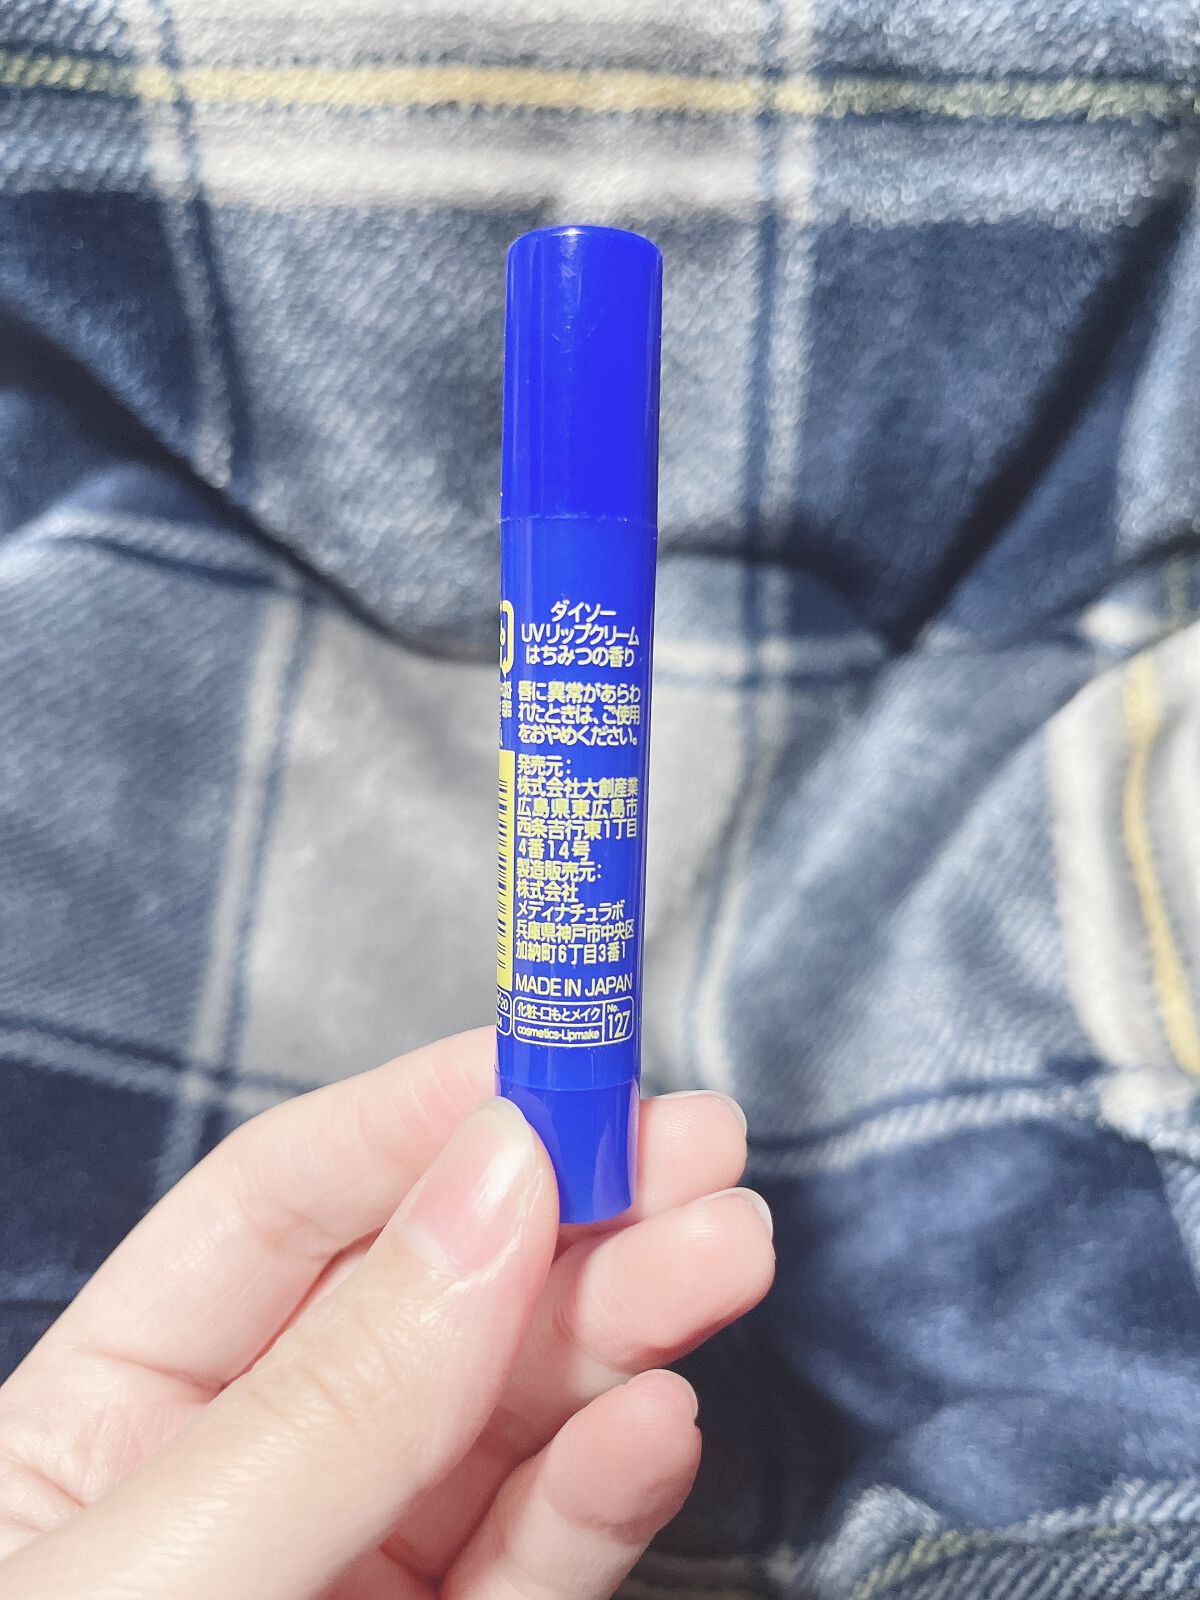 ダイソー
UVリップクリーム
はちみつの香り
唇に異常があらわ
れたときは、ご使用
をおやめください。
発売元：
株式会社大創産業
広島県東広島市
西条吉行東1丁目
4番14号
製造販売元：
株式会社
メディナチュラボ
兵庫県神戸市中央区
加納町6丁目3番1
MADE IN JAPAN
化粧-口もとメイク
cosmetics-Lipmake
No.
127